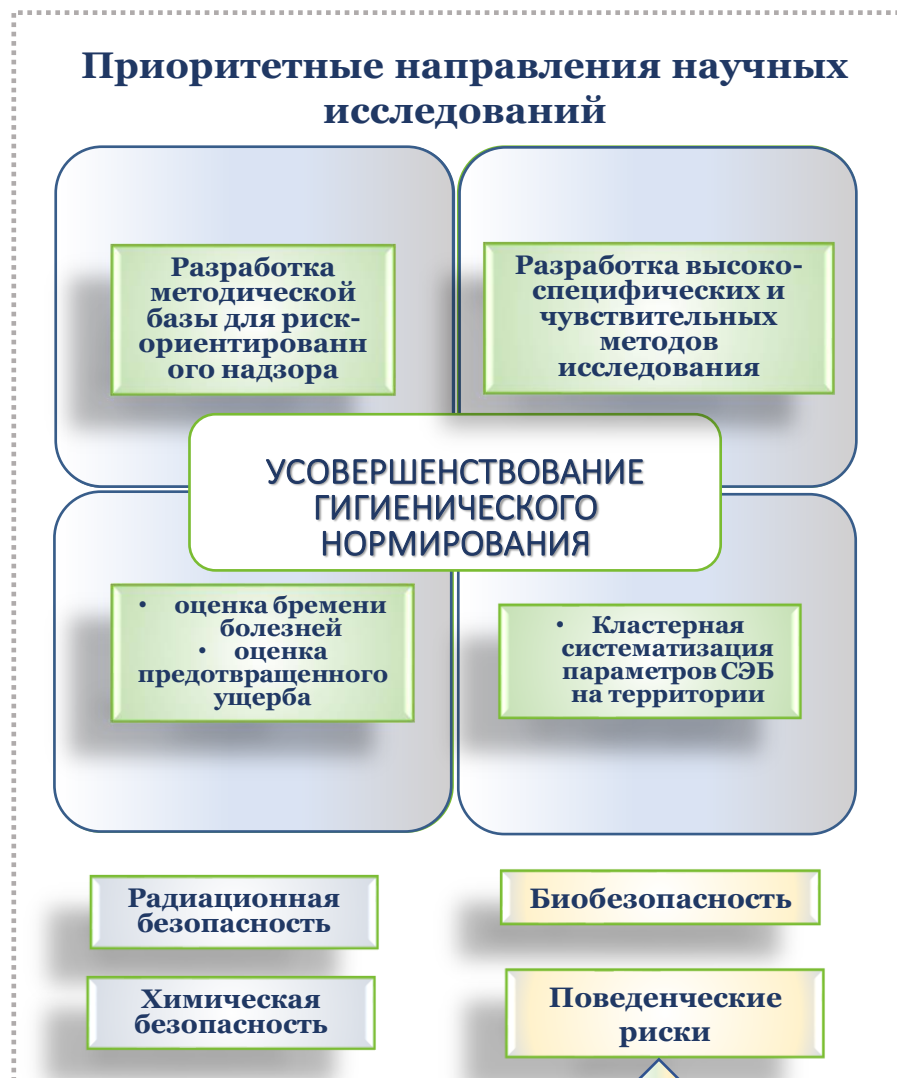 Приоритетные направления научных
исследований
Разработка
методической
базы для риск-
ориентированн
ого надзора
Разработка высоко-
специфических и
чувствительных
методов
исследования
УСОВЕРШЕНСТВОВАНИЕ
ГИГИЕНИЧЕСКОГО
НОРМИРОВАНИЯ
• оценка бремени
болезней
• оценка
предотвращенного
ущерба
• Кластерная
систематизация
параметров СЭБ
на территории
Радиационная
безопасность
Биобезопасность
Химическая
безопасность
Поведенческие
риски